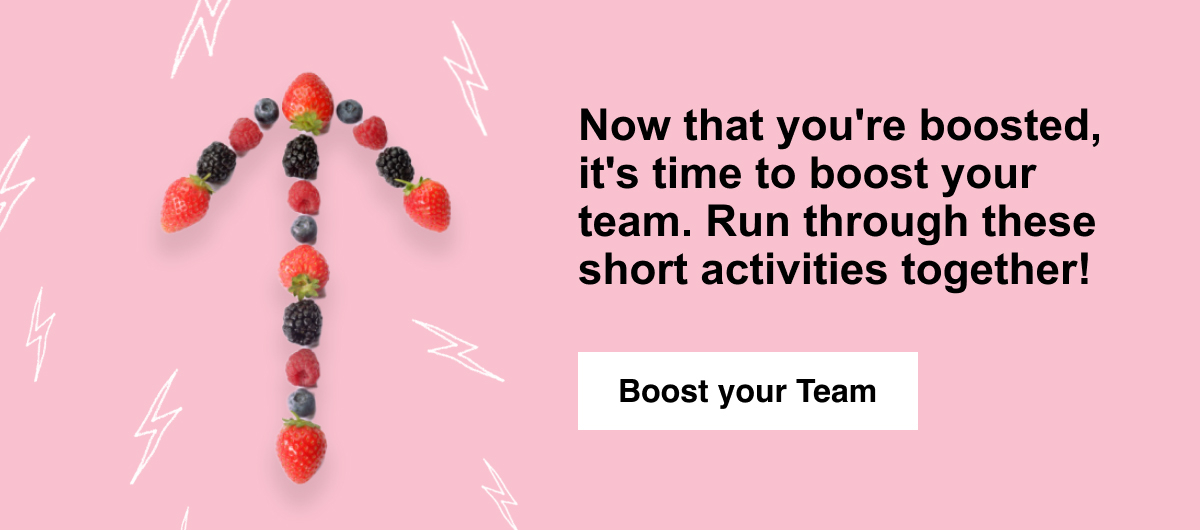 Now that you're boosted,
it's time to boost your
team. Run through these
short activities together!
Boost your Team